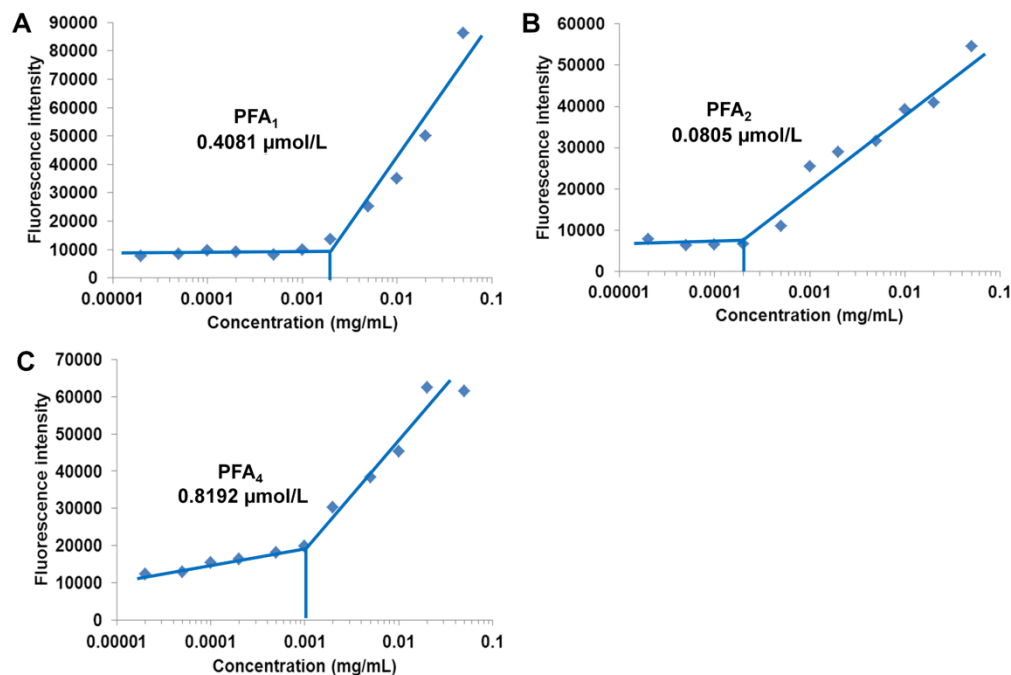 A
Fluorescence intensity
90000
80000
70000
60000
50000
40000
30000
20000
10000
0
PFA₁
0.4081 µmol/L
0.00001 0.0001 0.001 0.01 0.1
Concentration (mg/mL)
B
Fluorescence intensity
60000
50000
40000
30000
20000
10000
0
PFA₂
0.0805 µmol/L
0.00001 0.0001 0.001 0.01 0.1
Concentration (mg/mL)
C
Fluorescence intensity
70000
60000
50000
40000
30000
20000
10000
0
PFA₄
0.8192 µmol/L
0.00001 0.0001 0.001 0.01 0.1
Concentration (mg/mL)